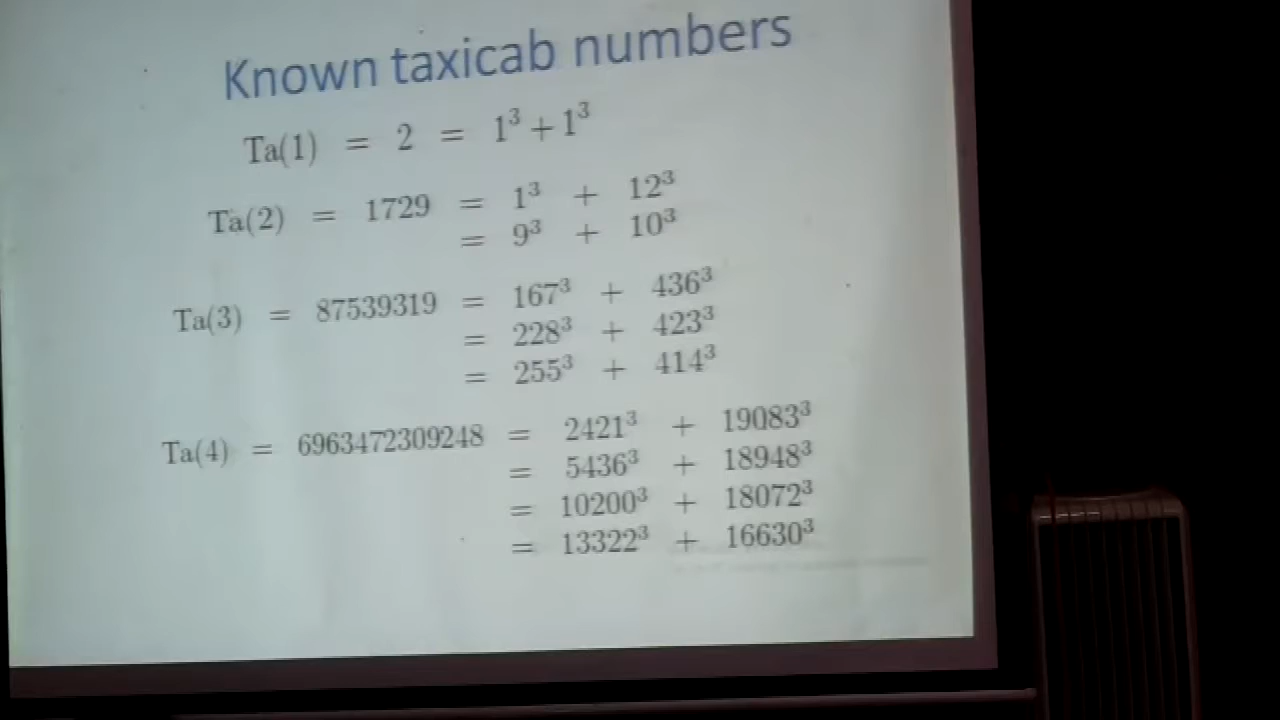 Known taxicab numbers
Ta(1) = 2 = 1³ + 1³
Ta(2) = 1729 = 1³ + 12³
= 9³ + 10³
Ta(3) = 87539319 = 167³ + 436³
= 228³ + 423³
= 255³ + 414³
Ta(4) = 6963472309248 = 2421³ + 19083³
= 5436³ + 18948³
= 10200³ + 18072³
= 13322³ + 16630³